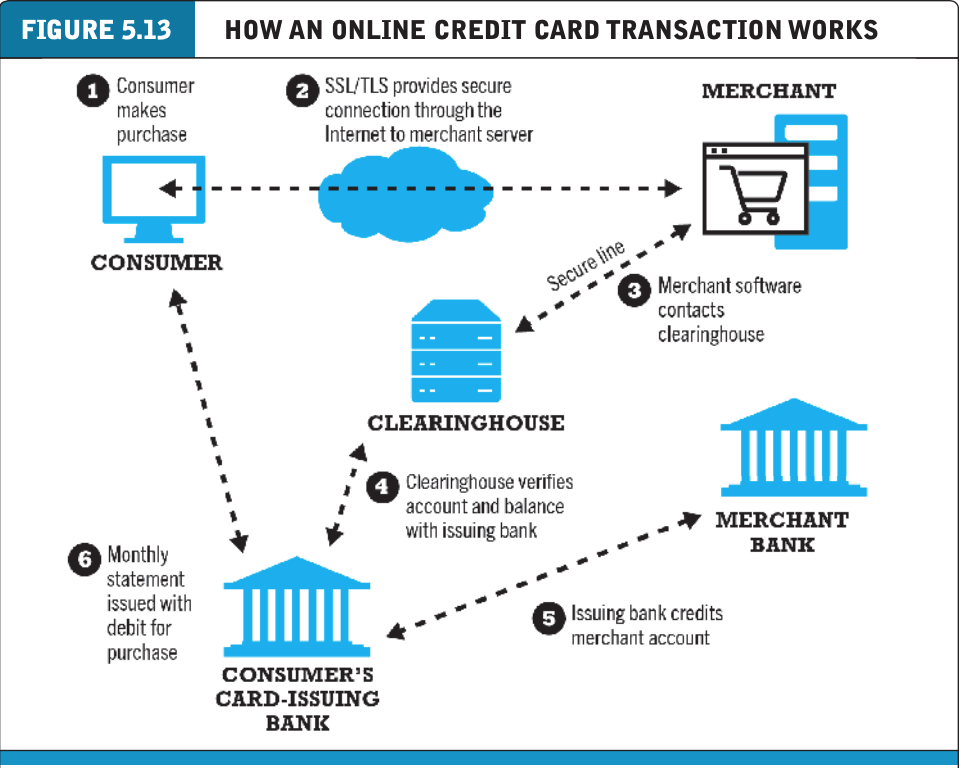 FIGURE 5.13
HOW AN ONLINE CREDIT CARD TRANSACTION WORKS
1 Consumer
makes
purchase
2 SSL/TLS provides secure
connection through the
Internet to merchant server
MERCHANT
CONSUMER
Secure line
3 Merchant software
contacts
clearinghouse
CLEARINGHOUSE
4 Clearinghouse verifies
account and balance
with issuing bank
MERCHANT
BANK
6 Monthly
statement
issued with
debit for
purchase
5 Issuing bank credits
merchant account
CONSUMER'S
CARD-ISSUING
BANK